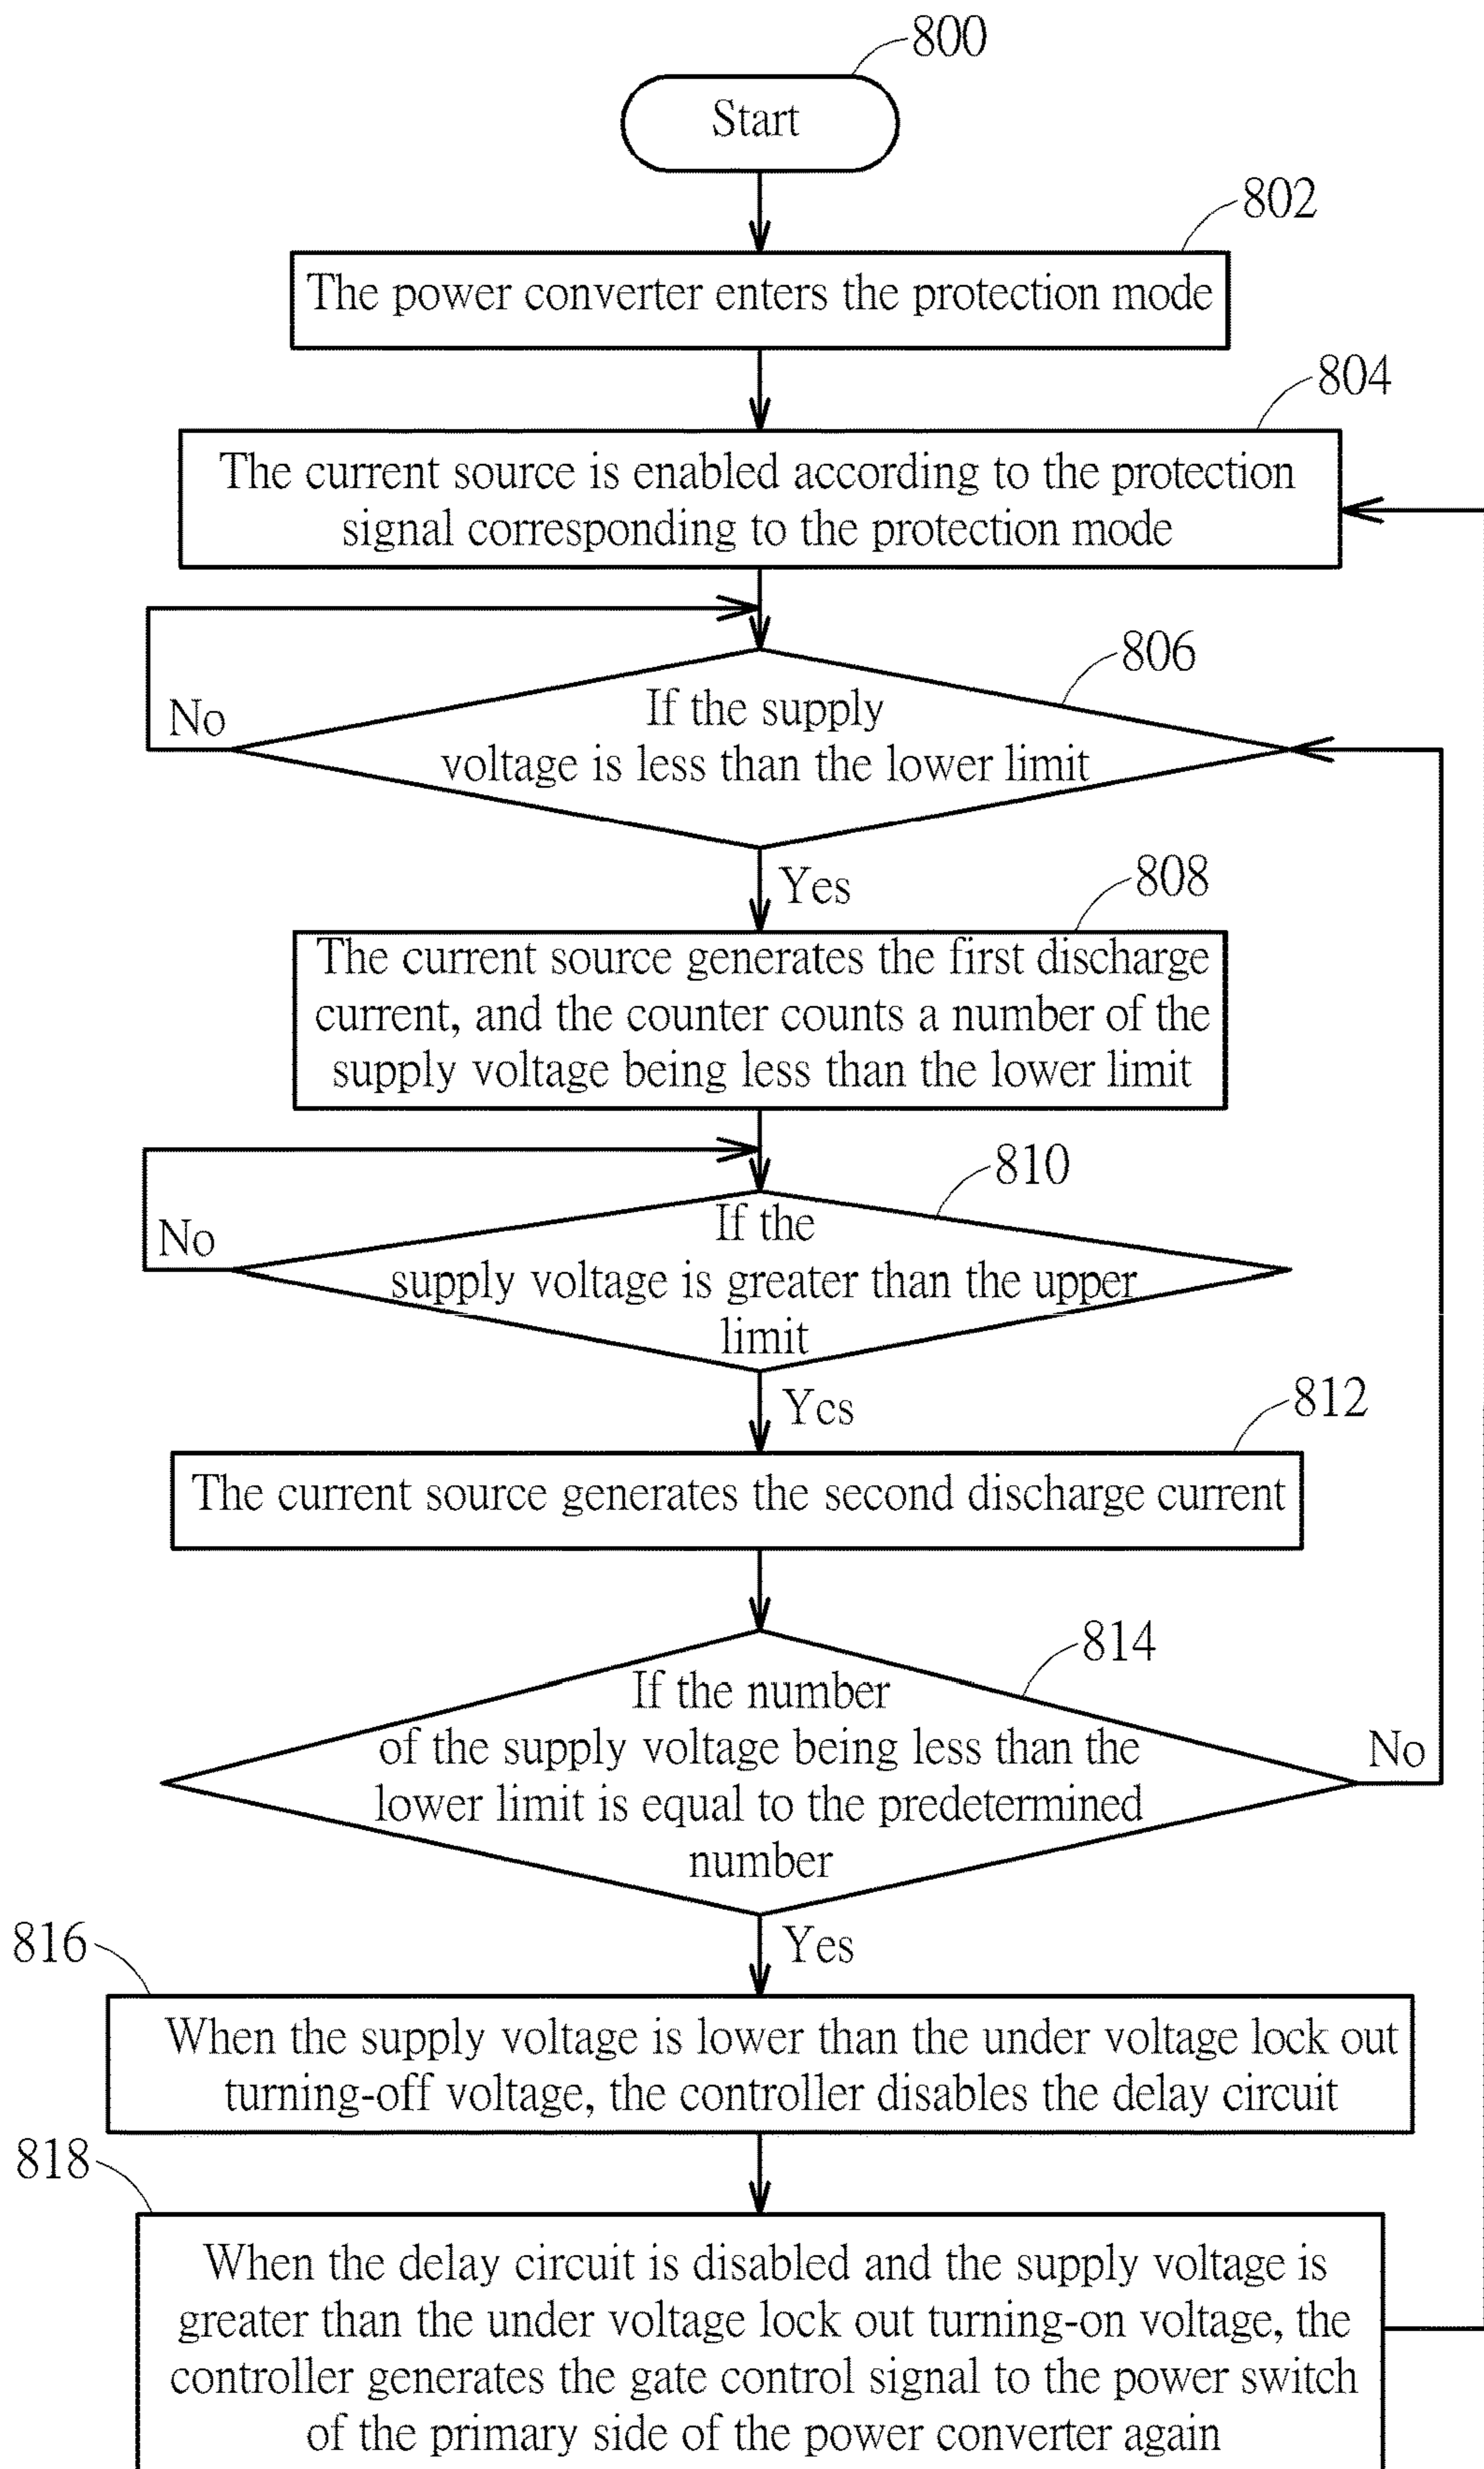 800
Start
802
The power converter enters the protection mode
804
The current source is enabled according to the protection
signal corresponding to the protection mode
806
If the supply
voltage is less than the lower limit
No
Yes
808
The current source generates the first discharge
current, and the counter counts a number of the
supply voltage being less than the lower limit
810
If the
supply voltage is greater than the upper
limit
No
Yes
812
The current source generates the second discharge current
814
If the number
of the supply voltage being less than the
lower limit is equal to the predetermined
number
No
Yes
816
When the supply voltage is lower than the under voltage lock out
turning-off voltage, the controller disables the delay circuit
818
When the delay circuit is disabled and the supply voltage is
greater than the under voltage lock out turning-on voltage, the
controller generates the gate control signal to the power switch
of the primary side of the power converter again